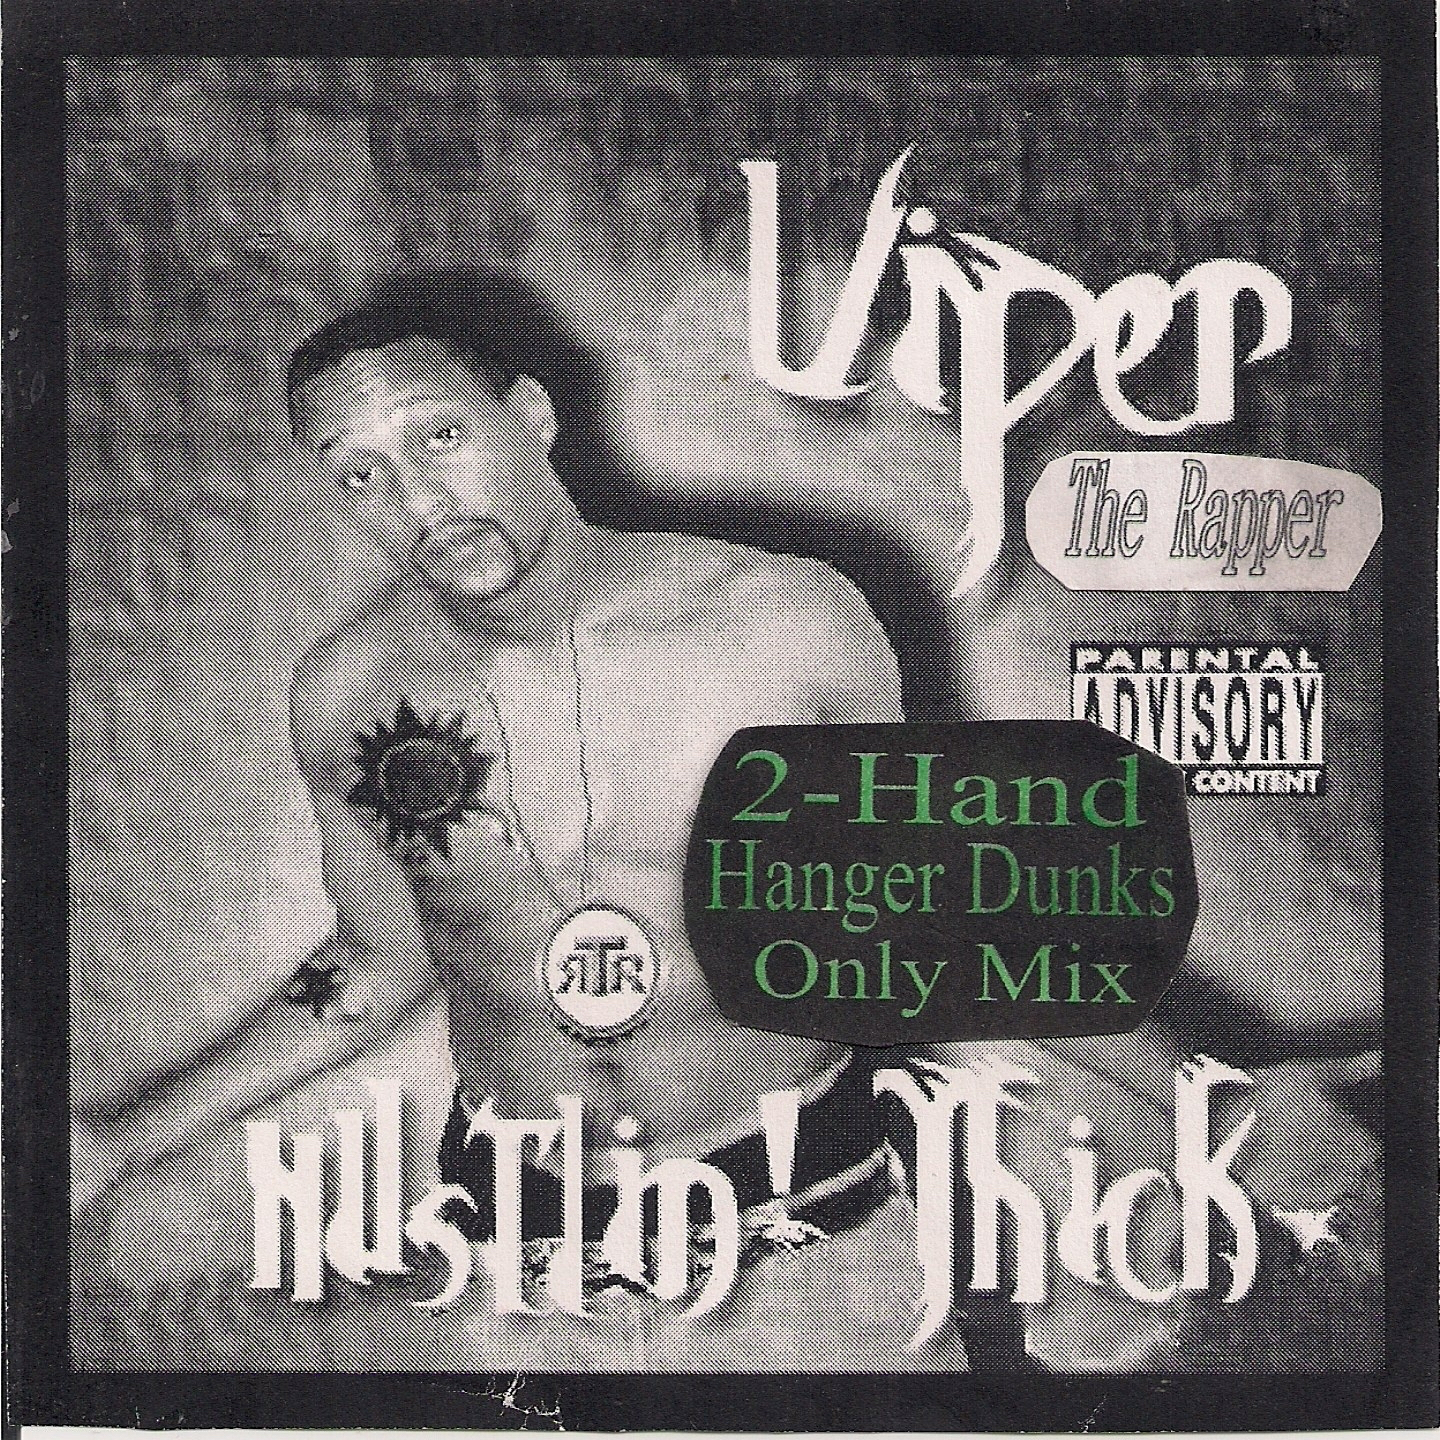 Viper
The Rapper
PARENTAL
ADVISORY
CONTENT
2-Hand
Hanger Dunks
Only Mix
RTR
Hustlin' Thick